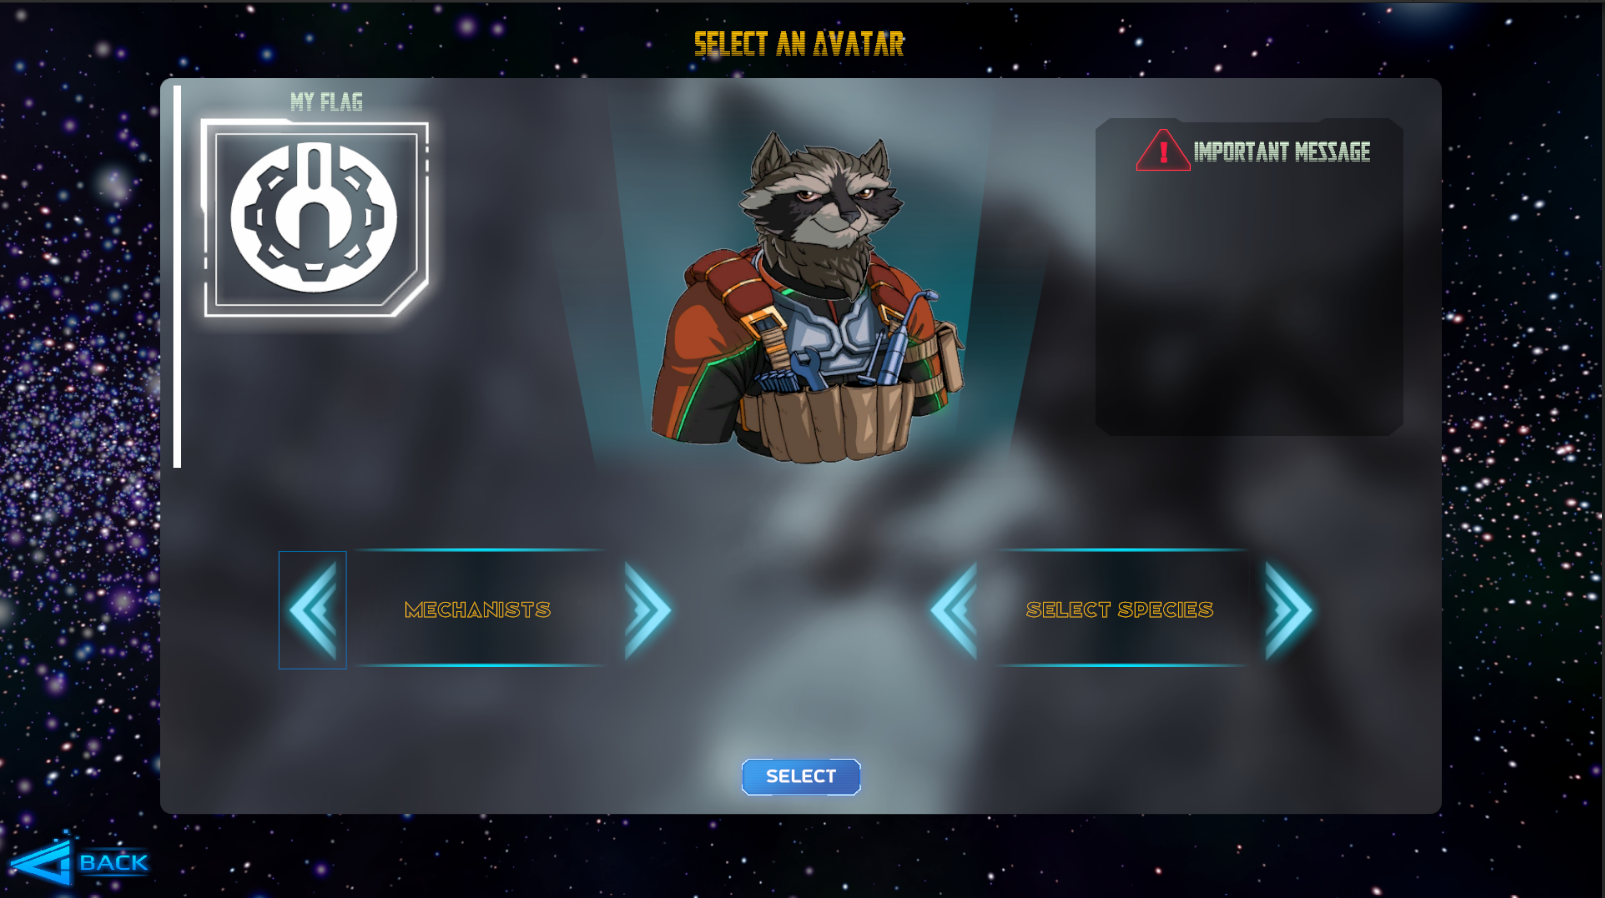 SELECT AN AVATAR
MY FLAG
! IMPORTANT MESSAGE
MECHANISTS
SELECT SPECIES
SELECT
BACK